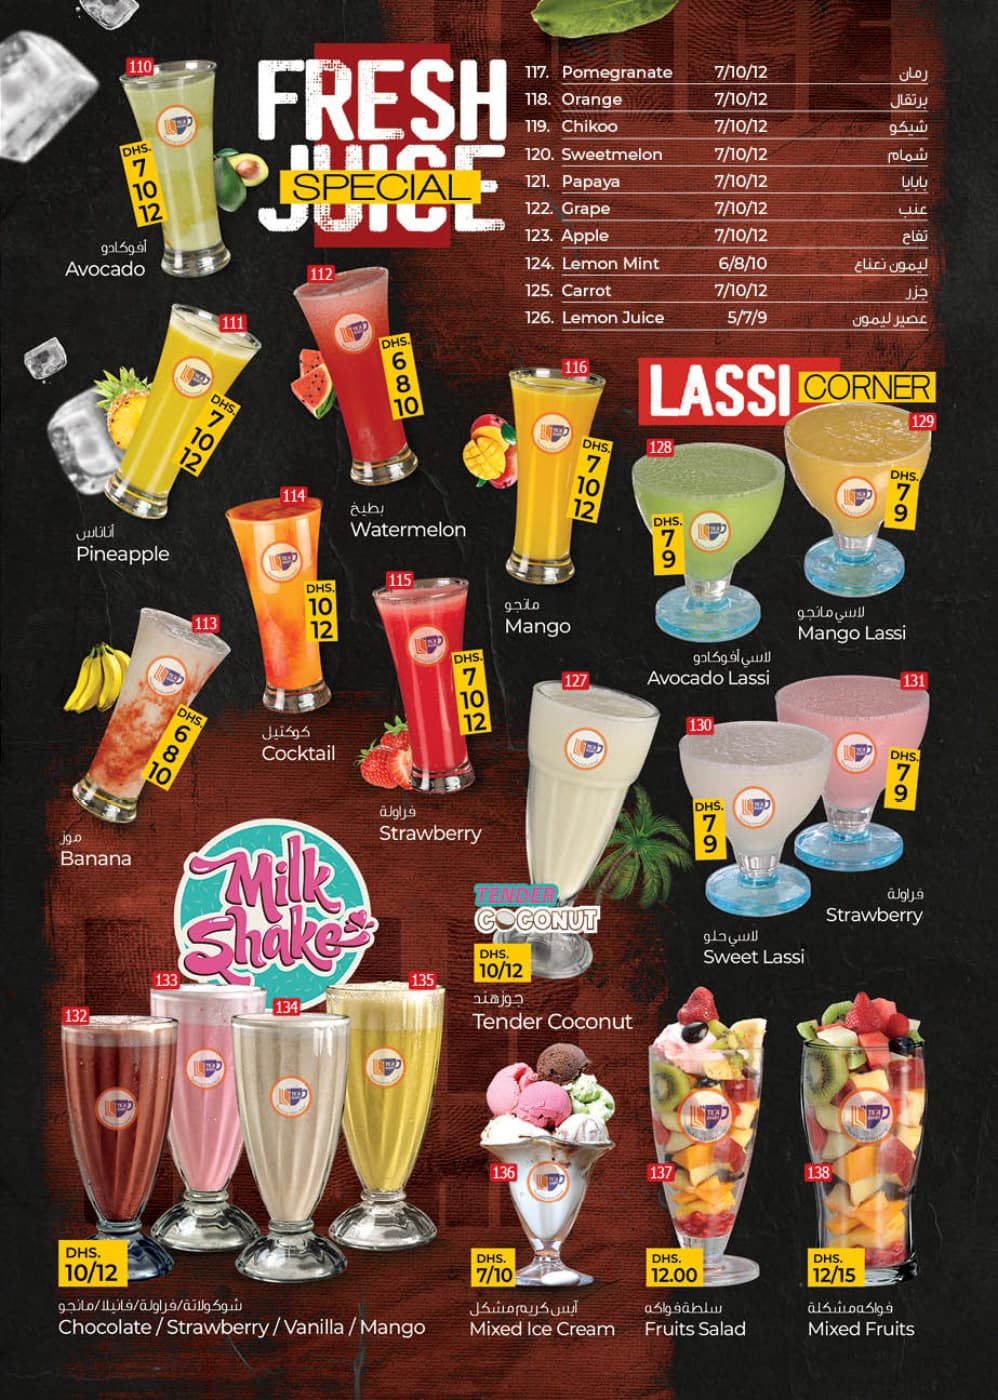 FRESH
JUICE
SPECIAL
117. Pomegranate 7/10/12 رمان
118. Orange 7/10/12 برتقال
119. Chikoo 7/10/12 شيكو
120. Sweetmelon 7/10/12 شمام
121. Papaya 7/10/12 بابايا
122. Grape 7/10/12 عنب
123. Apple 7/10/12 تفاح
124. Lemon Mint 6/8/10 ليمون نعناع
125. Carrot 7/10/12 جزر
126. Lemon Juice 5/7/9 عصير ليمون
110
DHS.
7
10
12
أفوكادو
Avocado
111
DHS.
7
10
12
أناناس
Pineapple
112
DHS.
6
8
10
بطيخ
Watermelon
116
DHS.
7
10
12
مانجو
Mango
113
DHS.
6
8
10
موز
Banana
114
DHS.
10
12
كوكتيل
Cocktail
115
DHS.
7
10
12
فراولة
Strawberry
LASSI CORNER
128
DHS.
7
9
لاسي أفوكادو
Avocado Lassi
129
DHS.
7
9
لاسي مانجو
Mango Lassi
130
DHS.
7
9
لاسي حلو
Sweet Lassi
131
DHS.
7
9
فراولة
Strawberry
127
TENDER
COCONUT
DHS.
10/12
جوز هند
Tender Coconut
Milk
Shake
132
133
134
135
DHS.
10/12
شوكولاتة/فراولة/فانيلا/مانجو
Chocolate / Strawberry / Vanilla / Mango
136
DHS.
7/10
آيس كريم مشكل
Mixed Ice Cream
137
DHS.
12.00
سلطة فواكه
Fruits Salad
138
DHS.
12/15
فواكه مشكلة
Mixed Fruits